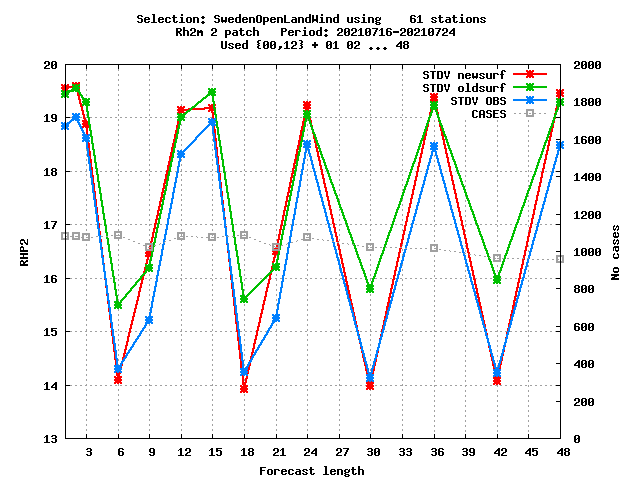 Selection: SwedenOpenLandWind using    61 stations
Rh2m 2 patch   Period: 20210716-20210724
Used {00,12} + 01 02 ... 48
STDV newsurf
STDV oldsurf
STDV OBS
CASES
20
19
18
17
16
15
14
13
RHP2
2000
1800
1600
1400
1200
1000
800
600
400
200
0
No cases
3 6 9 12 15 18 21 24 27 30 33 36 39 42 45 48
Forecast length